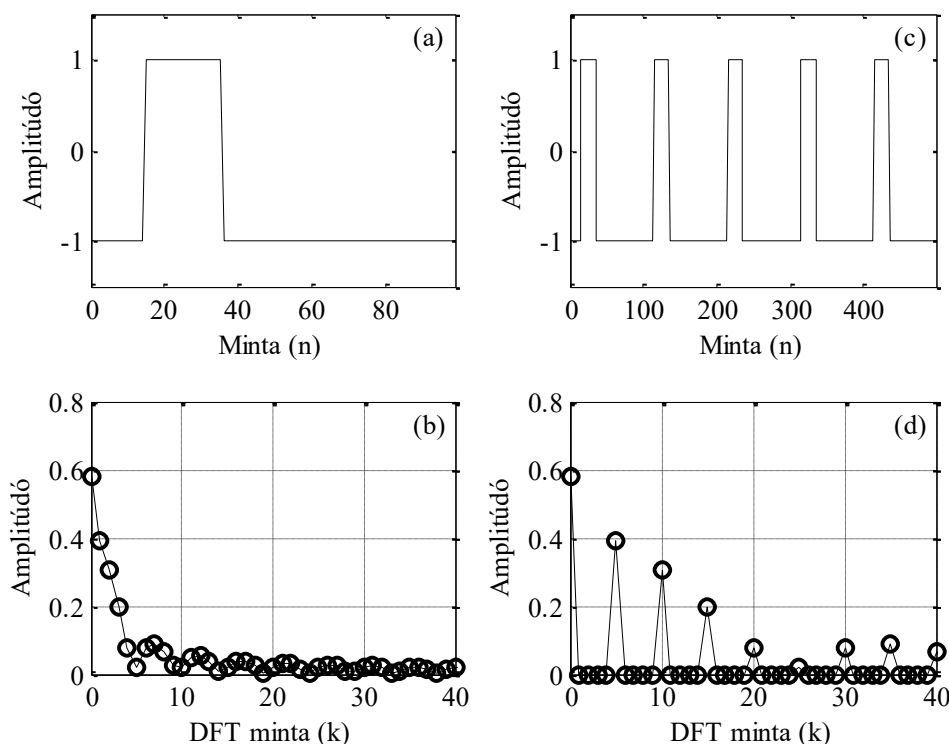 (a)
1
0
-1
Amplitúdó
0 20 40 60 80
Minta (n)
(c)
1
0
-1
Amplitúdó
0 100 200 300 400
Minta (n)
(b)
0.8
0.6
0.4
0.2
0
Amplitúdó
0 10 20 30 40
DFT minta (k)
(d)
0.8
0.6
0.4
0.2
0
Amplitúdó
0 10 20 30 40
DFT minta (k)